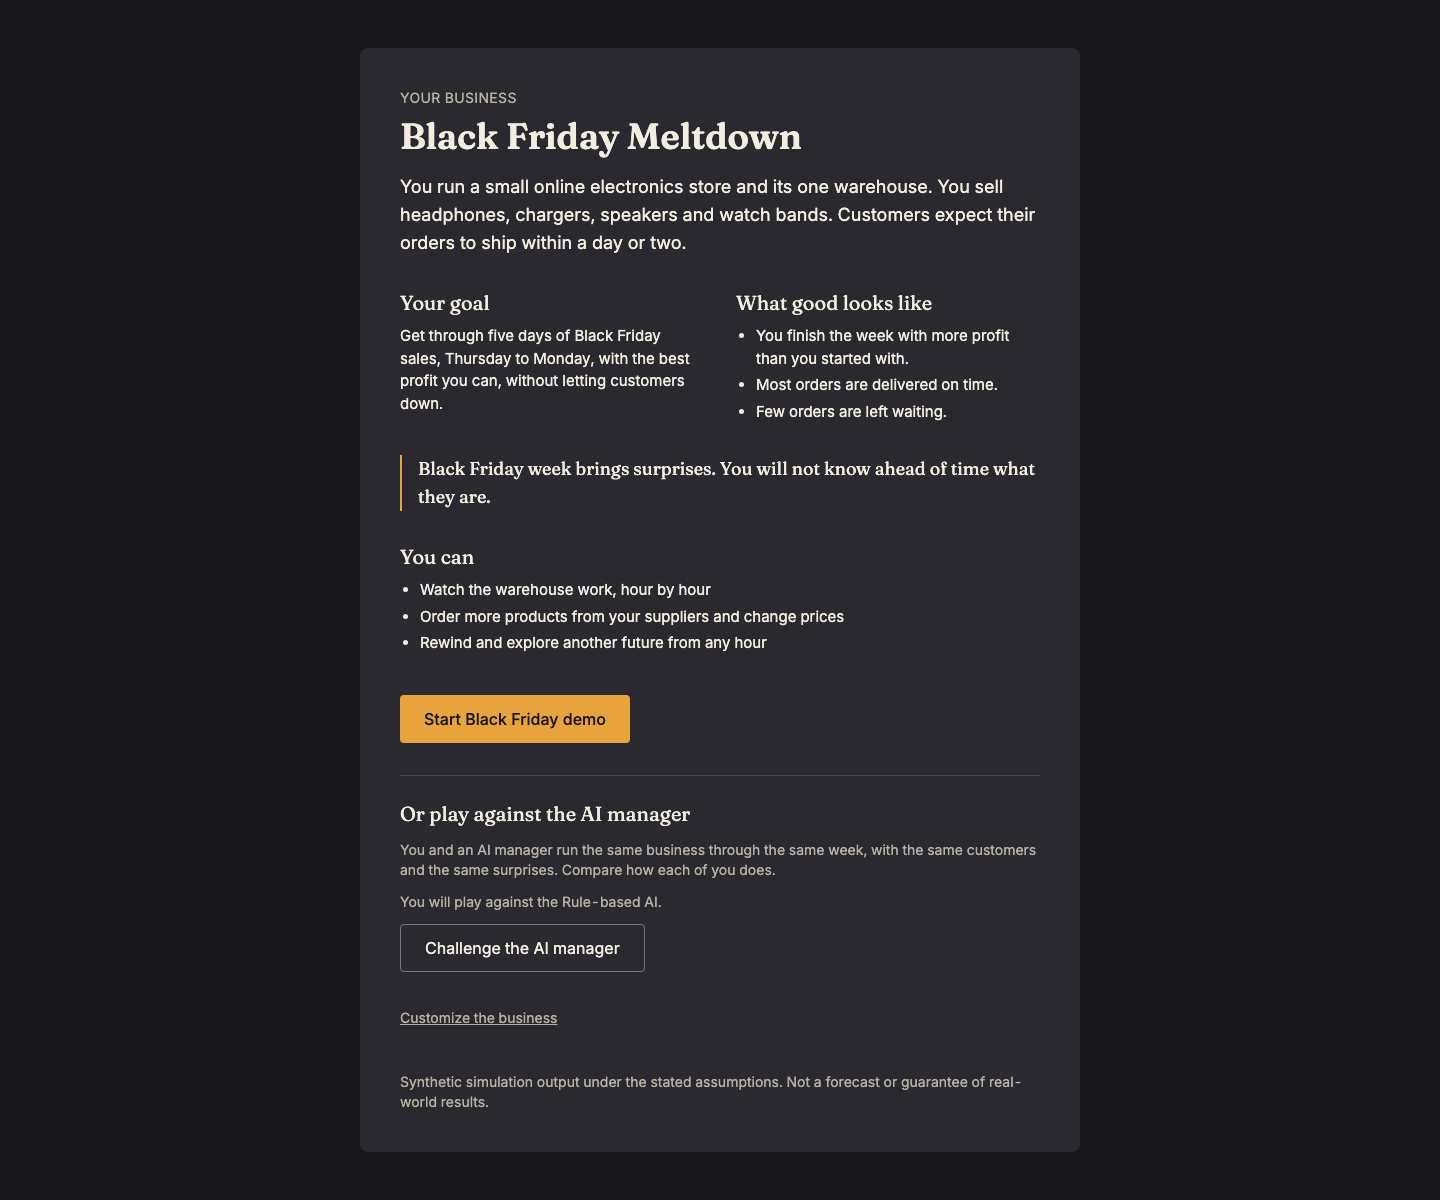 YOUR BUSINESS
Black Friday Meltdown
You run a small online electronics store and its one warehouse. You sell
headphones, chargers, speakers and watch bands. Customers expect their
orders to ship within a day or two.
Your goal
Get through five days of Black Friday
sales, Thursday to Monday, with the best
profit you can, without letting customers
down.
What good looks like
• You finish the week with more profit
than you started with.
• Most orders are delivered on time.
• Few orders are left waiting.
Black Friday week brings surprises. You will not know ahead of time what
they are.
You can
• Watch the warehouse work, hour by hour
• Order more products from your suppliers and change prices
• Rewind and explore another future from any hour
Start Black Friday demo
Or play against the AI manager
You and an AI manager run the same business through the same week, with the same customers
and the same surprises. Compare how each of you does.
You will play against the Rule-based AI.
Challenge the AI manager
Customize the business
Synthetic simulation output under the stated assumptions. Not a forecast or guarantee of real-
world results.